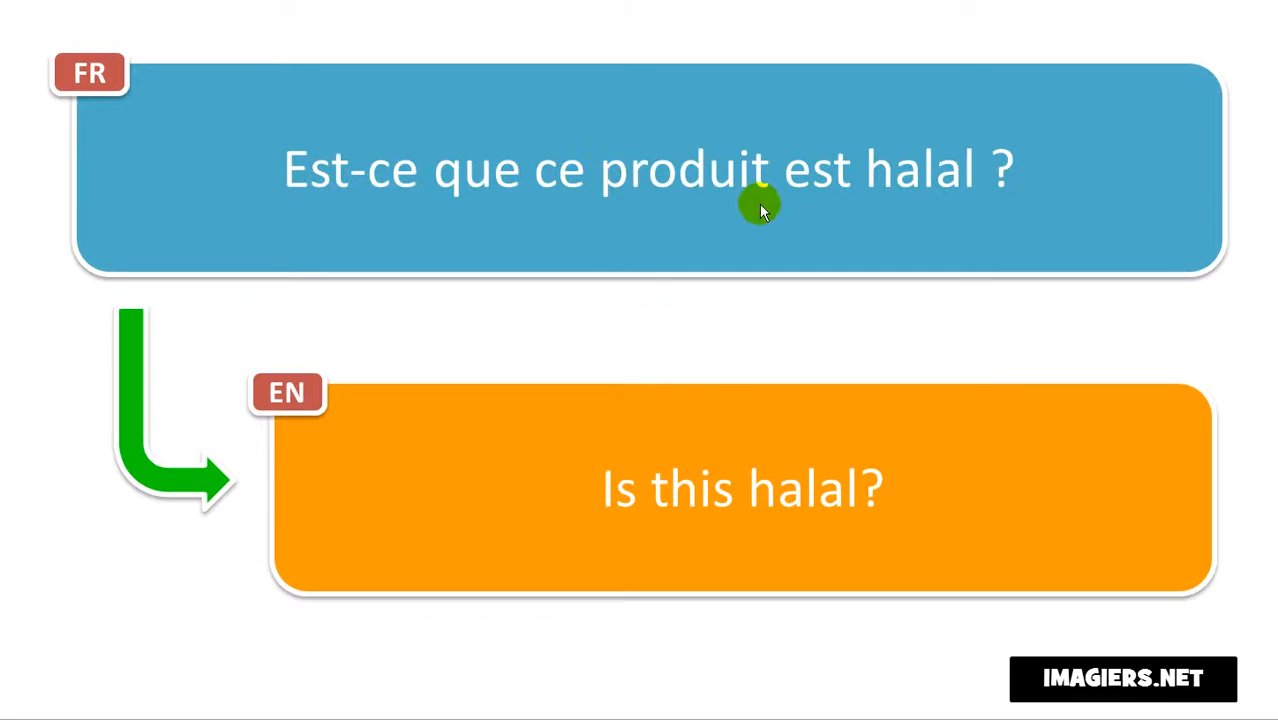 FR
Est-ce que ce produit est halal ?
EN
Is this halal?
IMAGIERS.NET